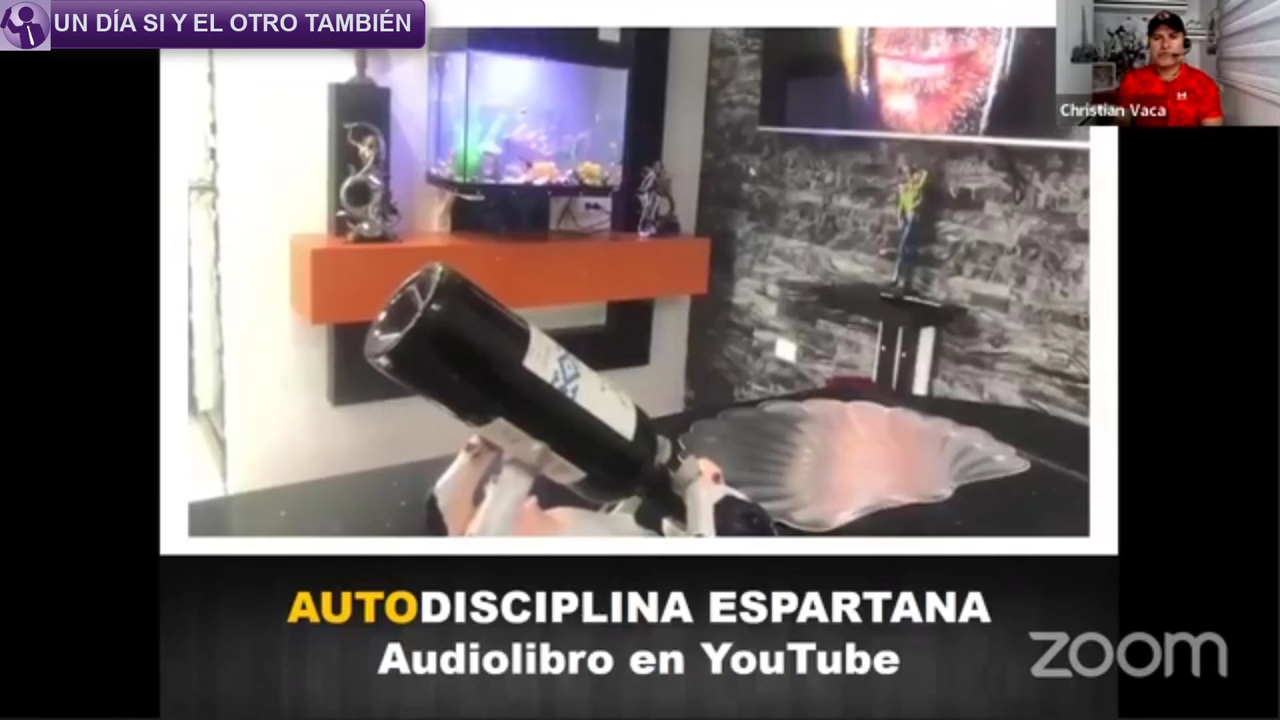 UN DÍA SI Y EL OTRO TAMBIÉN
Christian Vaca
AUTODISCIPLINA ESPARTANA
Audiolibro en YouTube
zoom